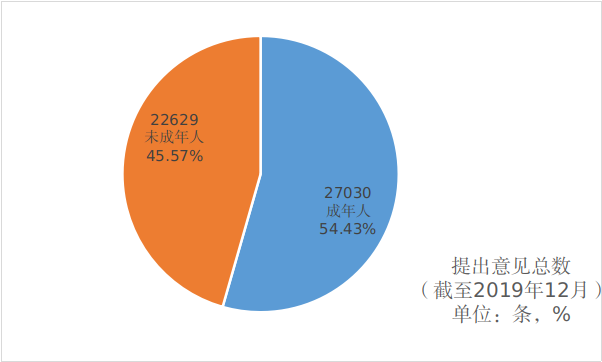 22629
未成年人
45.57%
27030
成年人
54.43%
提出意见总数
（截至2019年12月）
单位：条，%